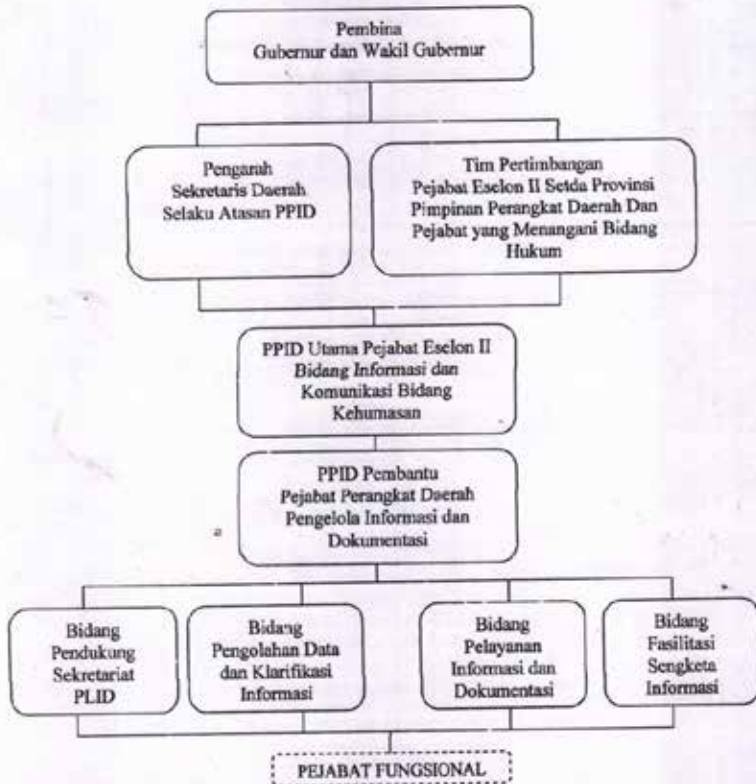 Pembina
Gubernur dan Wakil Gubernur
Pengarah
Sekretaris Daerah
Selaku Atasan PPID
Tim Pertimbangan
Pejabat Eselon II Setda Provinsi
Pimpinan Perangkat Daerah Dan
Pejabat yang Menangani Bidang
Hukum
PPID Utama Pejabat Eselon II
Bidang Informasi dan
Komunikasi Bidang
Kehumasan
PPID Pembantu
Pejabat Perangkat Daerah
Pengelola Informasi dan
Dokumentasi
Bidang
Pendukung
Sekretariat
PLID
Bidang
Pengolahan Data
dan Klarifikasi
Informasi
Bidang
Pelayanan
Informasi dan
Dokumentasi
Bidang
Fasilitasi
Sengketa
Informasi
PEJABAT FUNGSIONAL